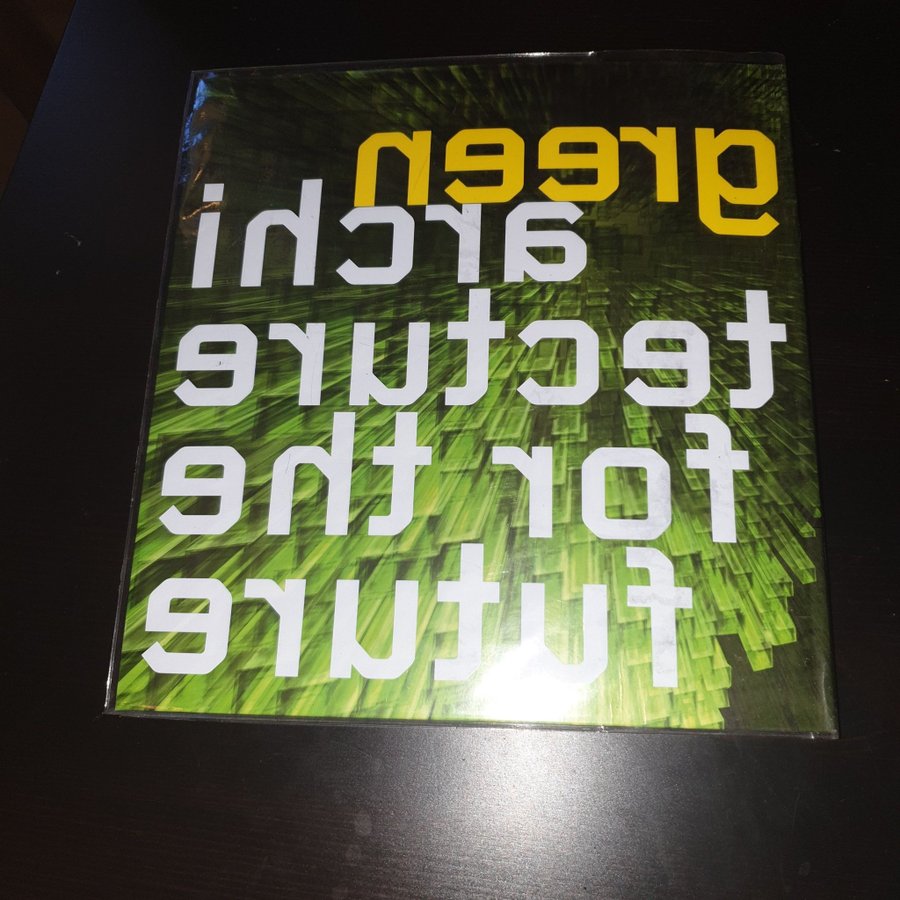 green
archi
tecture
for the
future